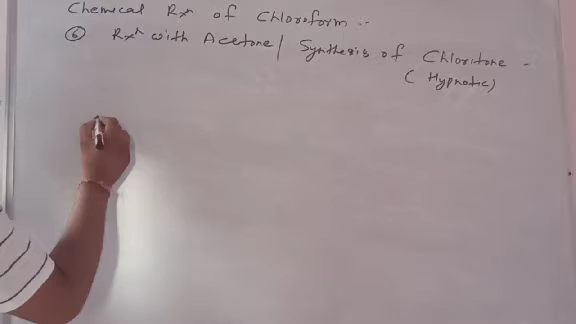 Chemical Rxn of Chloroform :-
⑥ Rxn with Acetone/ Synthesis of Chloritone -
( Hypnotic)